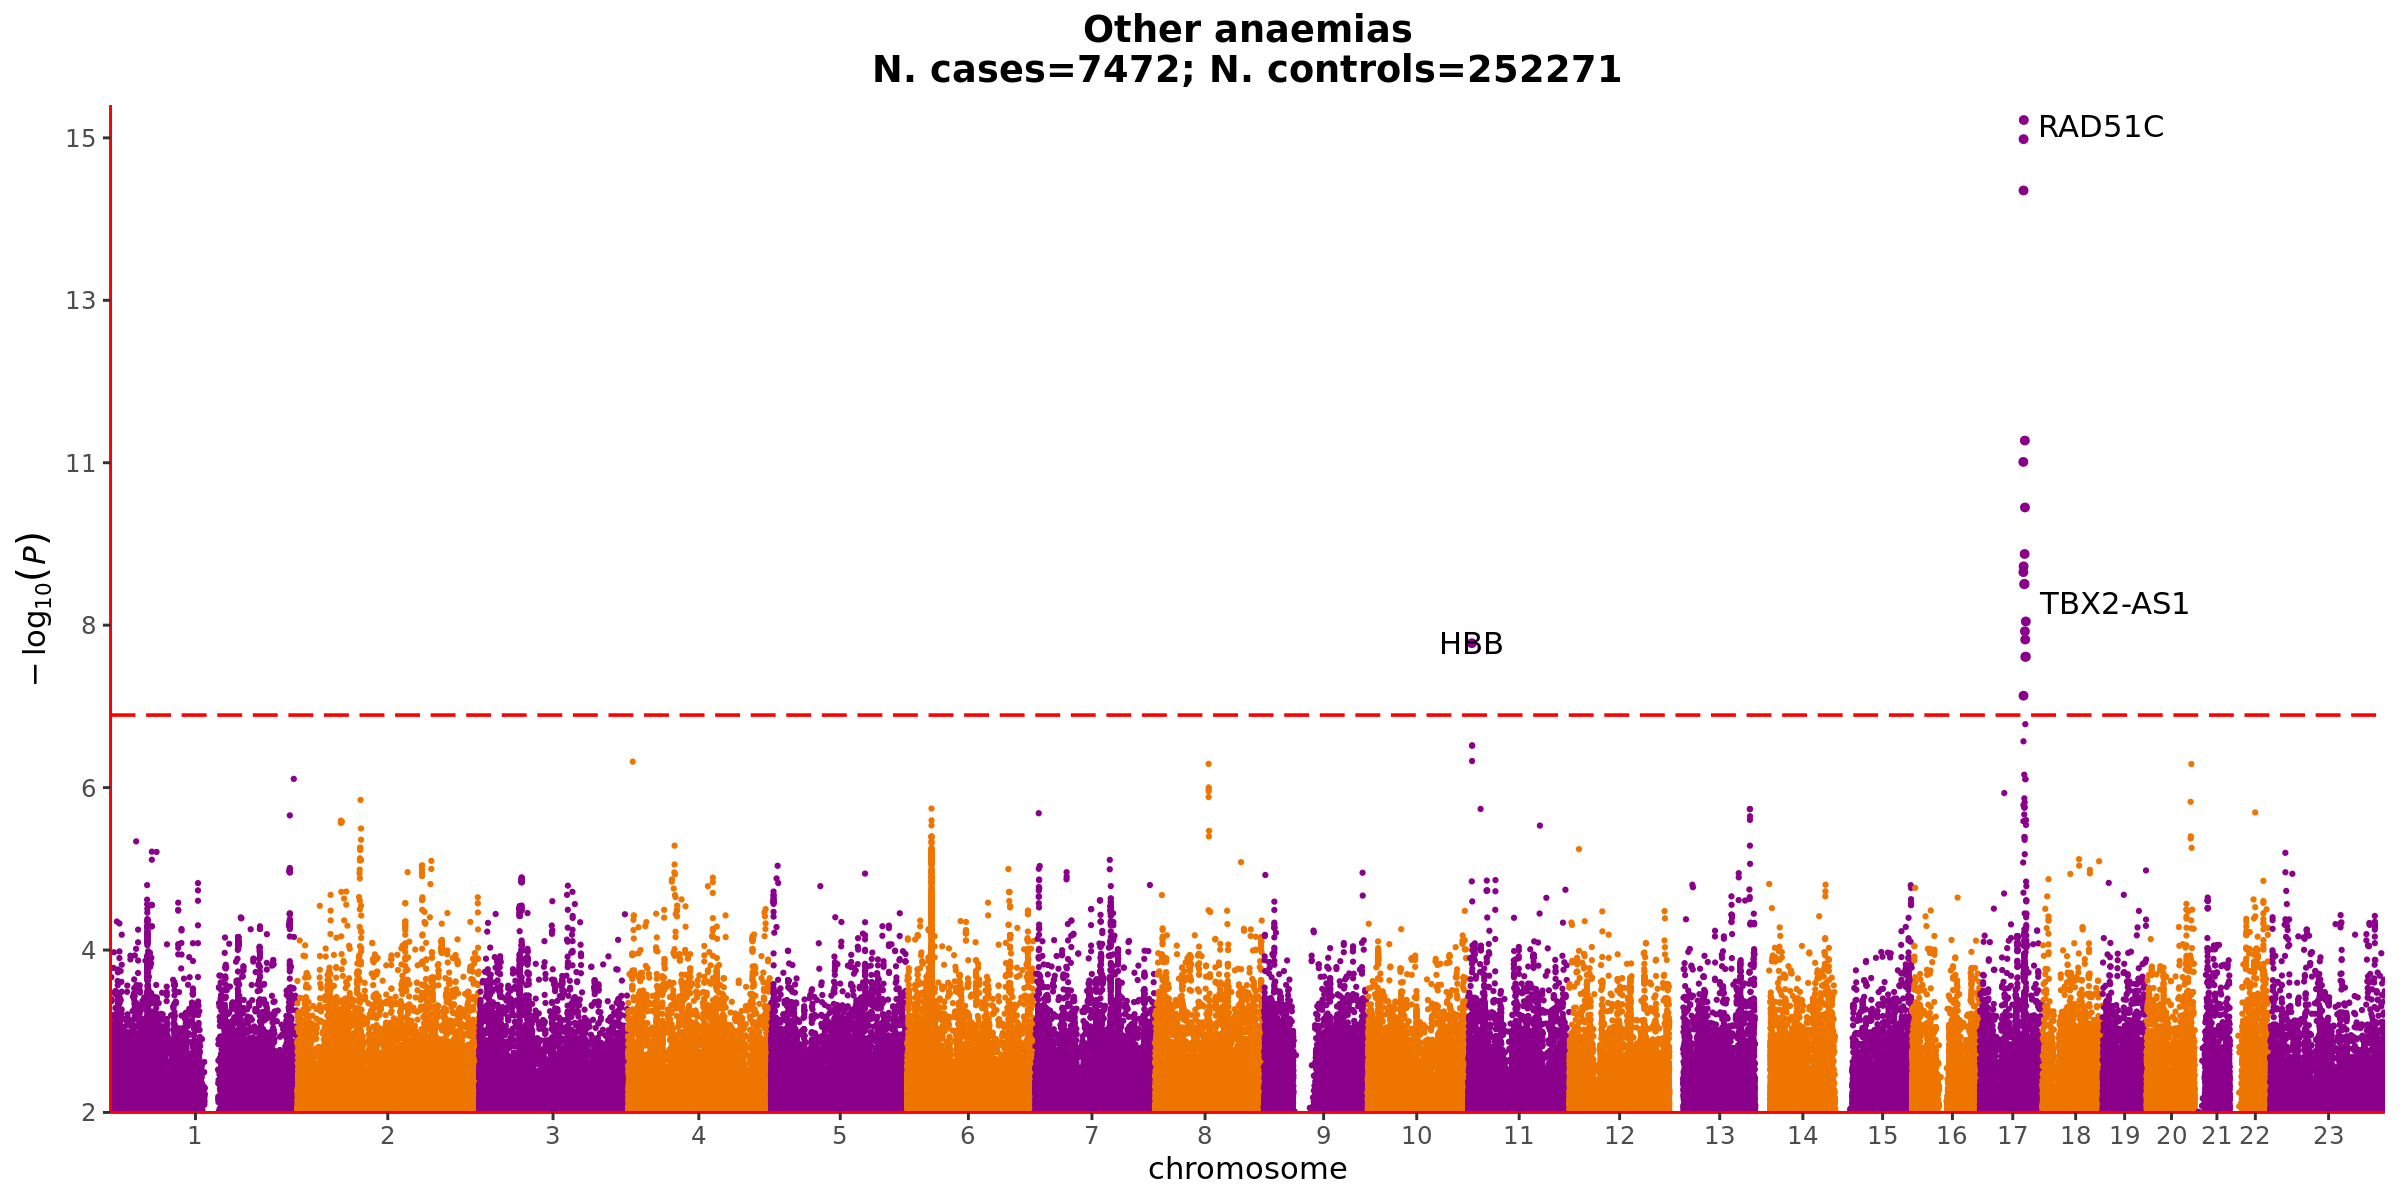 Other anaemias
N. cases=7472; N. controls=252271
15
RAD51C
13
11
−log10(P)
8
TBX2-AS1
HBB
6
4
2
1 2 3 4 5 6 7 8 9 10 11 12 13 14 15 16 17 18 19 20 21 22 23
chromosome